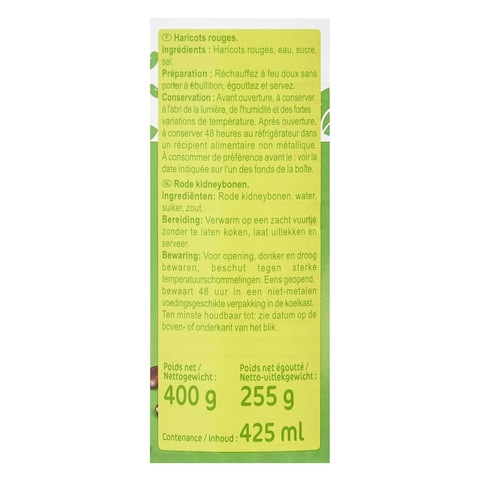 F Haricots rouges.
Ingrédients : Haricots rouges, eau, sucre,
sel.
Préparation : Réchauffez à feu doux sans
porter à ébullition, égouttez et servez.
Conservation : Avant ouverture, à conserver
à l'abri de la lumière, de l'humidité et des fortes
variations de température. Après ouverture,
à conserver 48 heures au réfrigérateur dans
un récipient alimentaire non métallique.
À consommer de préférence avant le : voir la
date indiquée sur l'un des fonds de la boîte.
NL Rode kidneybonen.
Ingrediënten: Rode kidneybonen, water,
suiker, zout.
Bereiding: Verwarm op een zacht vuurtje
zonder te laten koken, laat uitlekken en
serveer.
Bewaring: Voor opening, donker en droog
bewaren, beschut tegen sterke
temperatuurschommelingen. Eens geopend,
bewaart 48 uur in een niet-metalen
voedingsgeschikte verpakking in de koelkast.
Ten minste houdbaar tot: zie datum op de
boven- of onderkant van het blik.
Poids net /
Nettogewicht :
400 g
Poids net égoutté /
Netto-uitlekgewicht :
255 g
Contenance / Inhoud : 425 ml